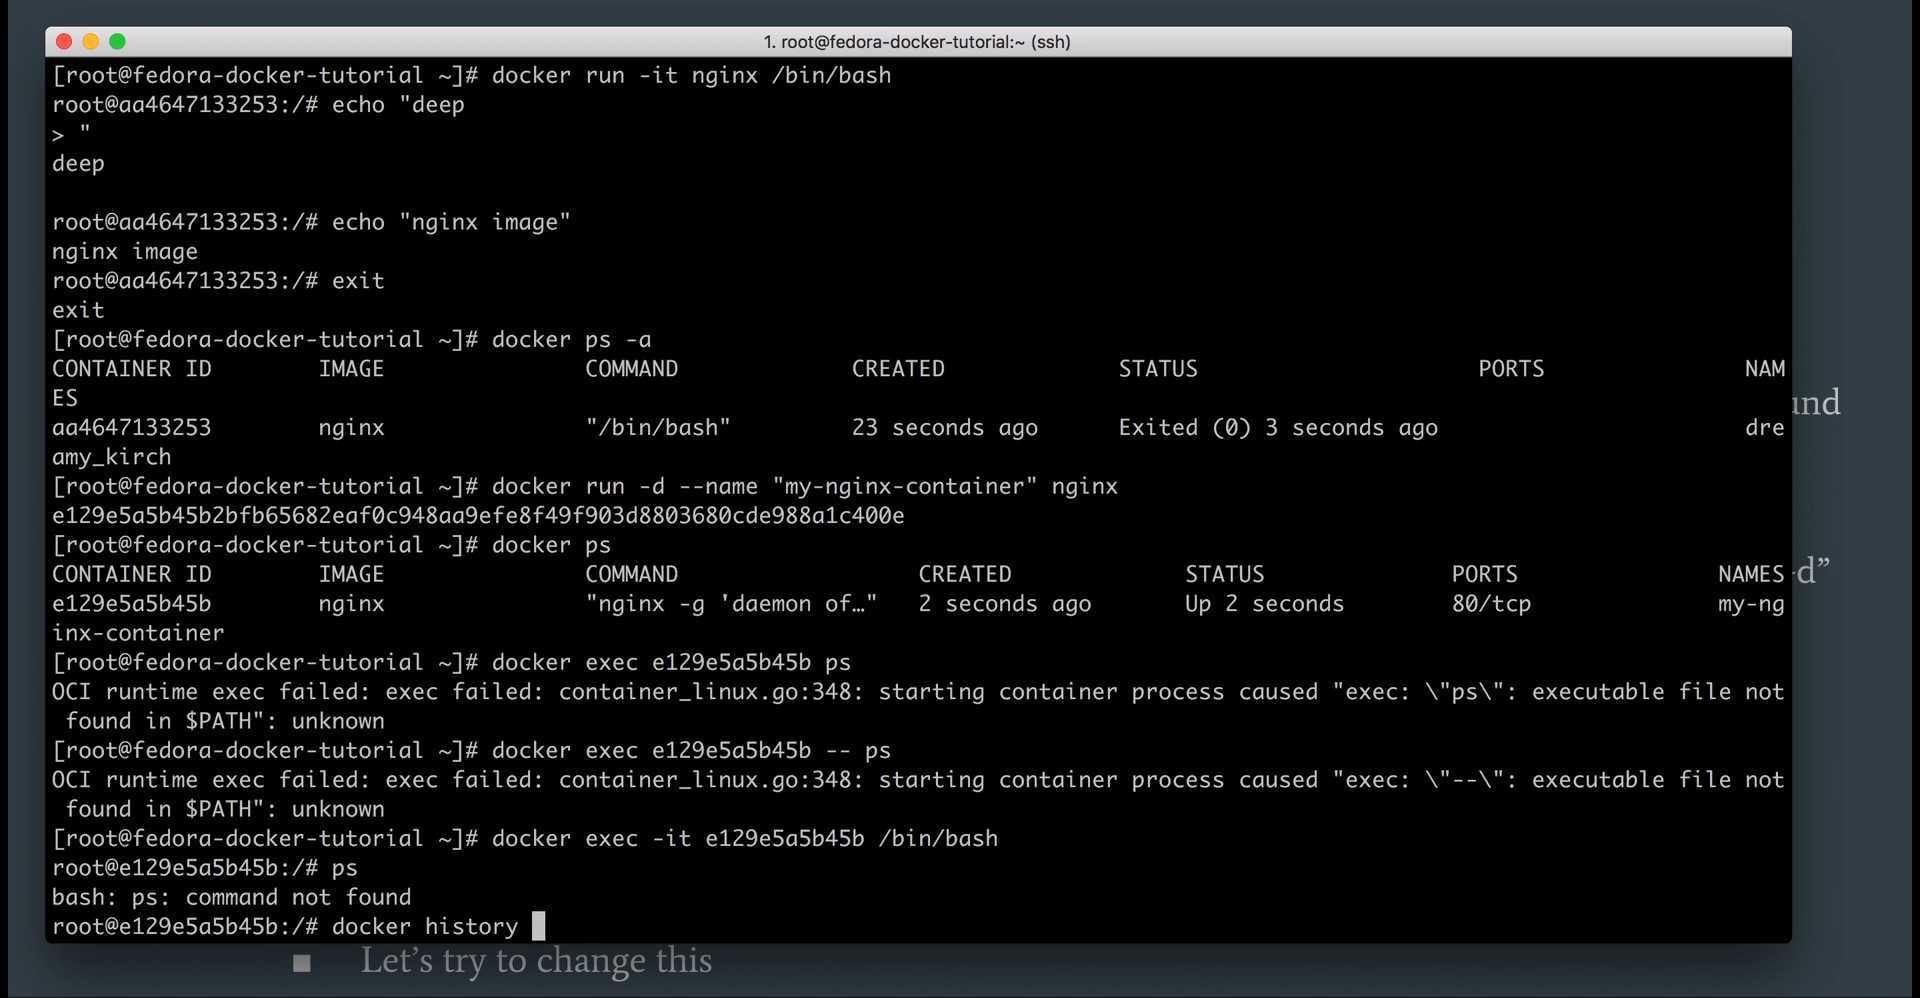 1. root@fedora-docker-tutorial:~ (ssh)
[root@fedora-docker-tutorial ~]# docker run -it nginx /bin/bash
root@aa4647133253:/# echo "deep
> "
deep
root@aa4647133253:/# echo "nginx image"
nginx image
root@aa4647133253:/# exit
exit
[root@fedora-docker-tutorial ~]# docker ps -a
CONTAINER ID IMAGE COMMAND CREATED STATUS PORTS NAM
ES
aa4647133253 nginx "/bin/bash" 23 seconds ago Exited (0) 3 seconds ago dre
amy_kirch
[root@fedora-docker-tutorial ~]# docker run -d --name "my-nginx-container" nginx
e129e5a5b45b2bfb65682eaf0c948aa9efe8f49f903d8803680cde988a1c400e
[root@fedora-docker-tutorial ~]# docker ps
CONTAINER ID IMAGE COMMAND CREATED STATUS PORTS NAMES
e129e5a5b45b nginx "nginx -g 'daemon of…" 2 seconds ago Up 2 seconds 80/tcp my-ng
inx-container
[root@fedora-docker-tutorial ~]# docker exec e129e5a5b45b ps
OCI runtime exec failed: exec failed: container_linux.go:348: starting container process caused "exec: \"ps\": executable file not
found in $PATH": unknown
[root@fedora-docker-tutorial ~]# docker exec e129e5a5b45b -- ps
OCI runtime exec failed: exec failed: container_linux.go:348: starting container process caused "exec: \"--\": executable file not
found in $PATH": unknown
[root@fedora-docker-tutorial ~]# docker exec -it e129e5a5b45b /bin/bash
root@e129e5a5b45b:/# ps
bash: ps: command not found
root@e129e5a5b45b:/# docker history
Let's try to change this